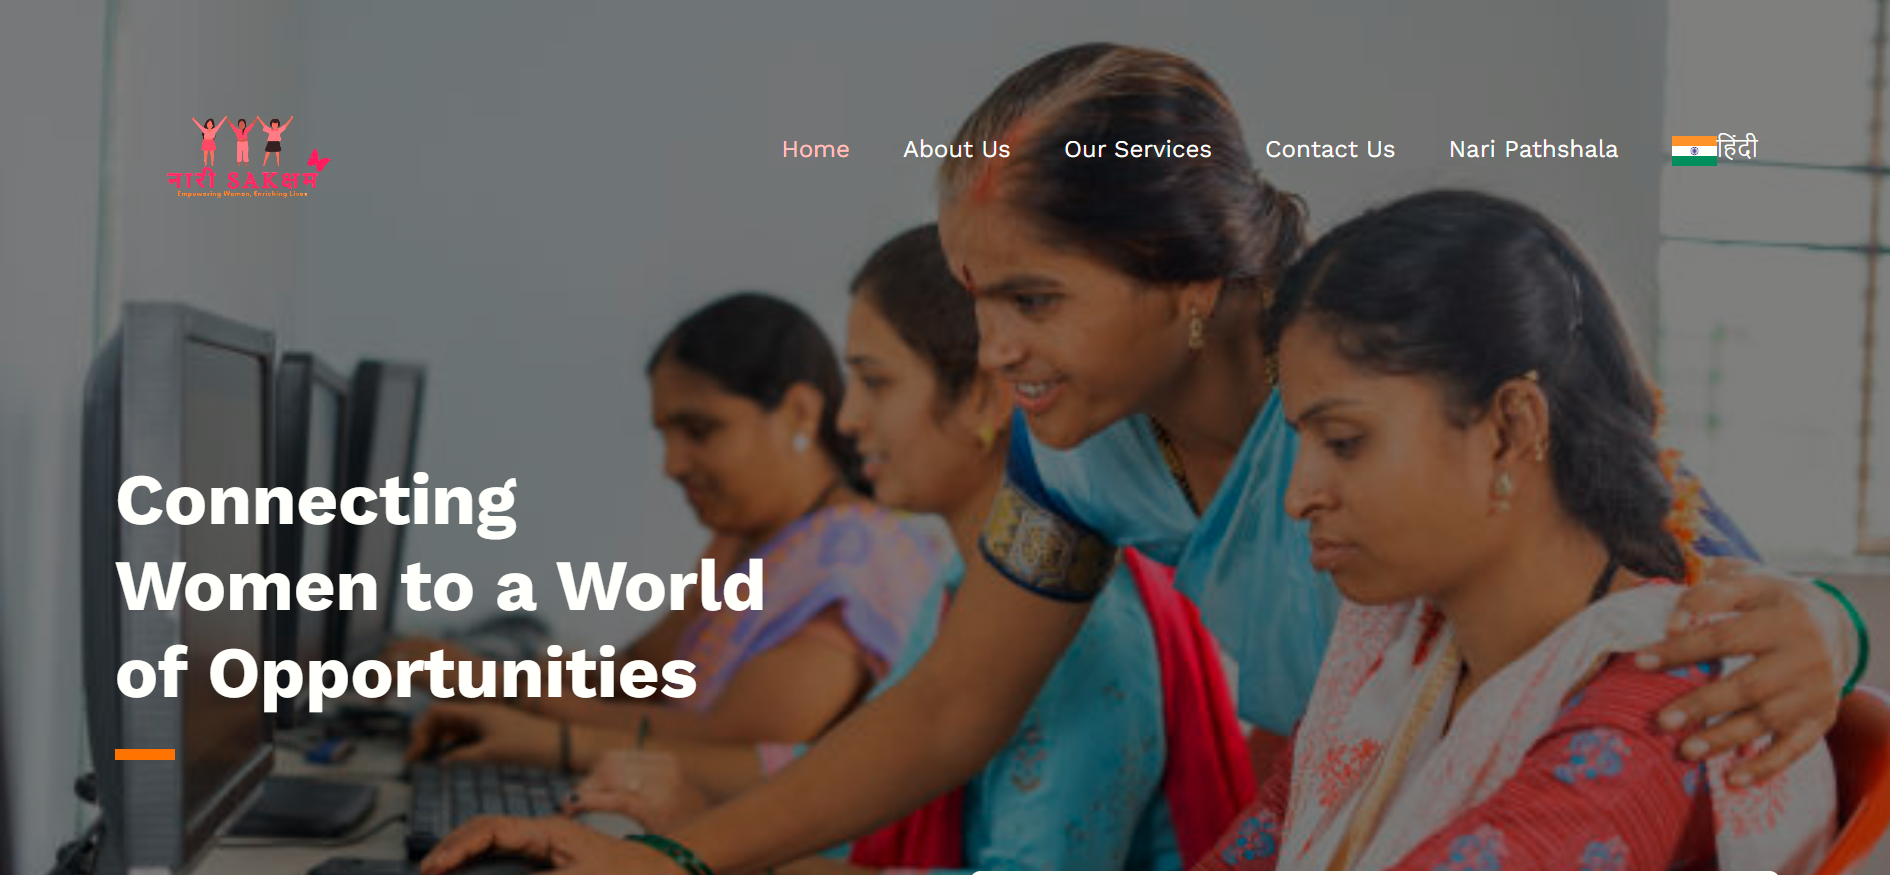 नारी SAKक्षम
Empowering Women, Enriching Lives
Home About Us Our Services Contact Us Nari Pathshala हिंदी
Connecting
Women to a World
of Opportunities